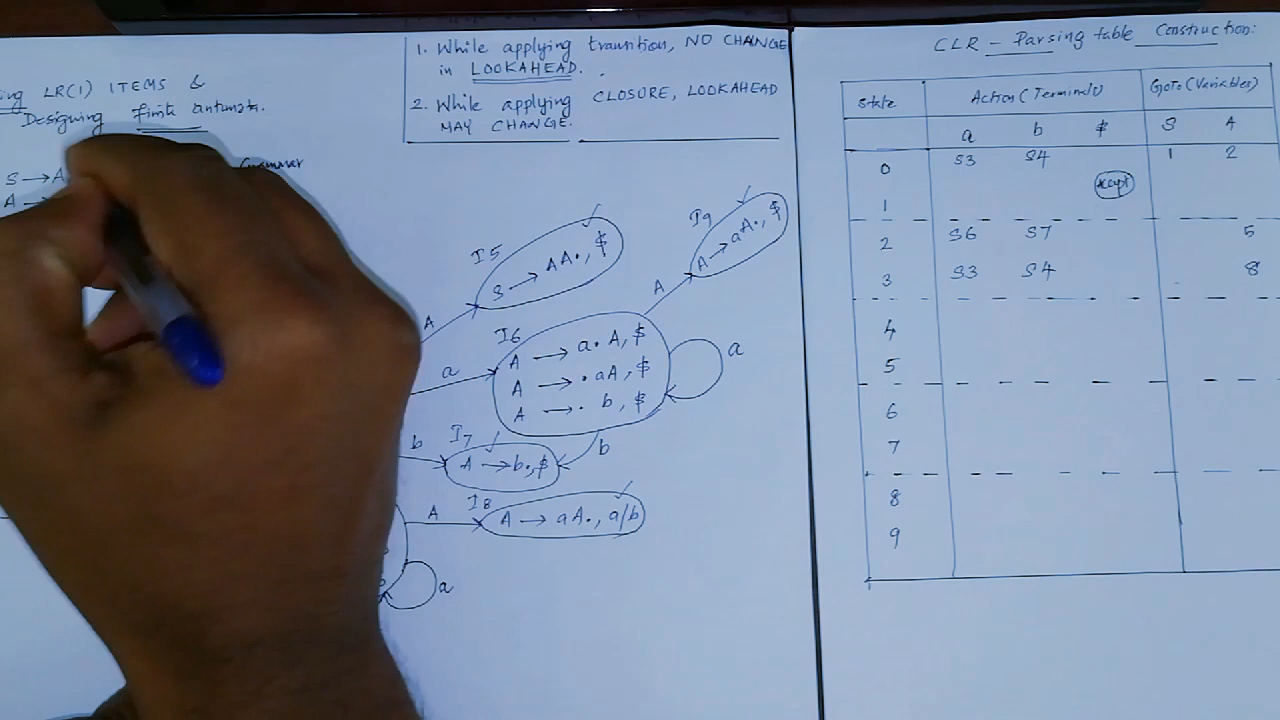 ing LR(1) ITEMS &
Designing Finite automata.
1. While applying transition, NO CHANGE
in LOOKAHEAD.
2. While applying CLOSURE, LOOKAHEAD
MAY CHANGE.
S → A
A →
Grammar
I5
S → AA., $
A
I9
A → aA., $
A
a
I6
A → a. A, $
A → . aA, $
A → . b, $
a
b
I7
A → b., $
b
A
I8
A → aA., a/b
a
CLR - Parsing table Construction:
State Action (Terminals) GOTO (Variables)
a b $ S A
0 S3 S4 1 2
1 Accept
2 S6 S7 5
3 S3 S4 8
4
5
6
7
8
9